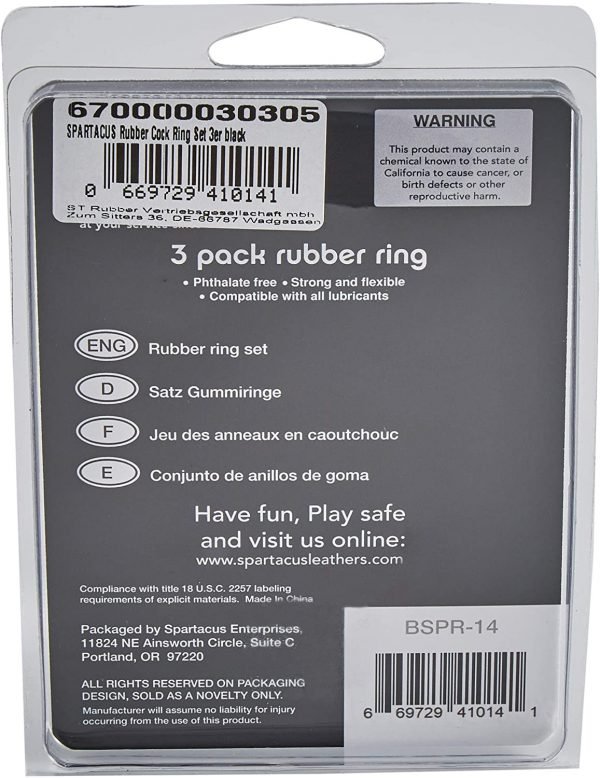 670000030305
SPARTACUS Rubber Cock Ring Set 3er black
0 669729 410141
ST Rubber Vertriebsgesellschaft mbh
Zum Sitters 36, DE-66787 Wadgassen
WARNING
This product may contain a
chemical known to the state of
California to cause cancer, or
birth defects or other
reproductive harm.
at your service since
3 pack rubber ring
• Phthalate free • Strong and flexible
• Compatible with all lubricants
ENG Rubber ring set
D Satz Gummiringe
F Jeu des anneaux en caoutchouc
E Conjunto de anillos de goma
Have fun, Play safe
and visit us online:
www.spartacusleathers.com
Compliance with title 18 U.S.C. 2257 labeling
requirements of explicit materials. Made In China
Packaged by Spartacus Enterprises,
11824 NE Ainsworth Circle, Suite C
Portland, OR 97220
ALL RIGHTS RESERVED ON PACKAGING
DESIGN, SOLD AS A NOVELTY ONLY.
Manufacturer will assume no liability for injury
occurring from the use of this product.
BSPR-14
6 69729 41014 1